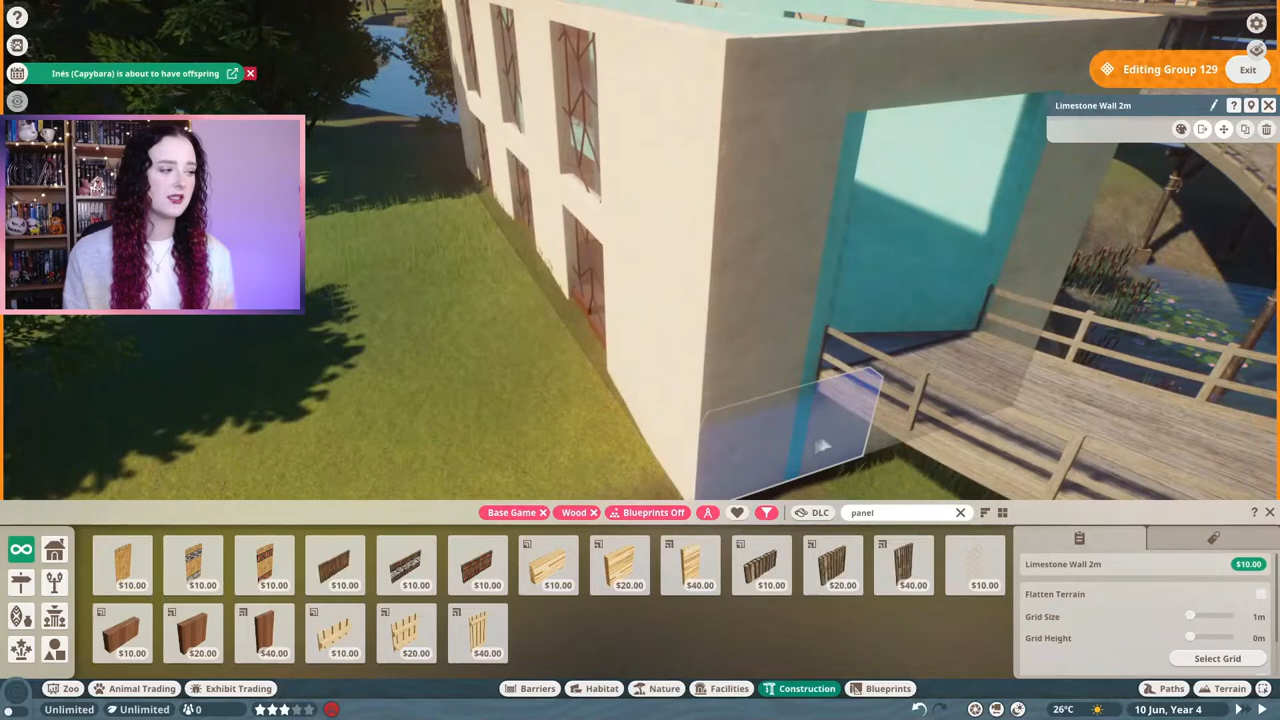 ?
Inés (Capybara) is about to have offspring
Editing Group 129
Exit
Limestone Wall 2m
?
Base Game
Wood
Blueprints Off
DLC
panel
?
$10.00
$10.00
$10.00
$10.00
$10.00
$10.00
$10.00
$20.00
$40.00
$10.00
$20.00
$40.00
$10.00
$10.00
$20.00
$40.00
$10.00
$20.00
$40.00
Limestone Wall 2m
$10.00
Flatten Terrain
Grid Size
1m
Grid Height
0m
Select Grid
Zoo
Animal Trading
Exhibit Trading
Barriers
Habitat
Nature
Facilities
Construction
Blueprints
Paths
Terrain
Unlimited
Unlimited
0
26°C
10 Jun, Year 4